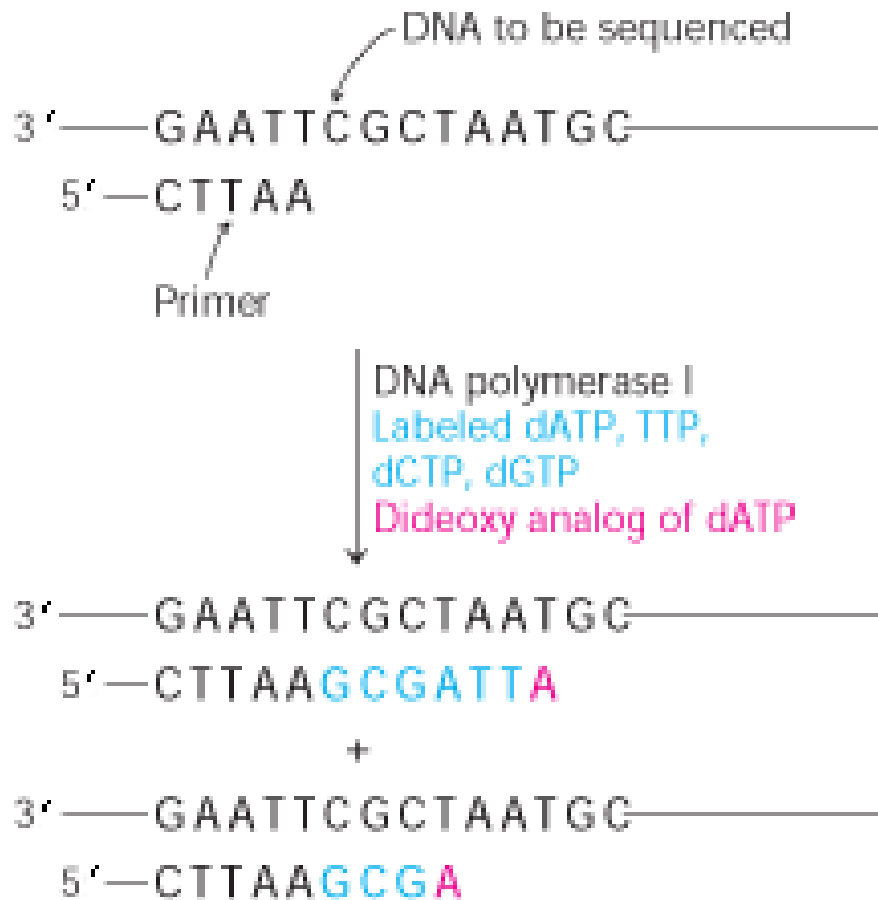 DNA to be sequenced
3′ GAATTCGCTAATGC
5′ CTTAA
Primer
DNA polymerase I
Labeled dATP, TTP,
dCTP, dGTP
Dideoxy analog of dATP
3′ GAATTCGCTAATGC
5′ CTTAAGCGATTA
+
3′ GAATTCGCTAATGC
5′ CTTAAGCGA